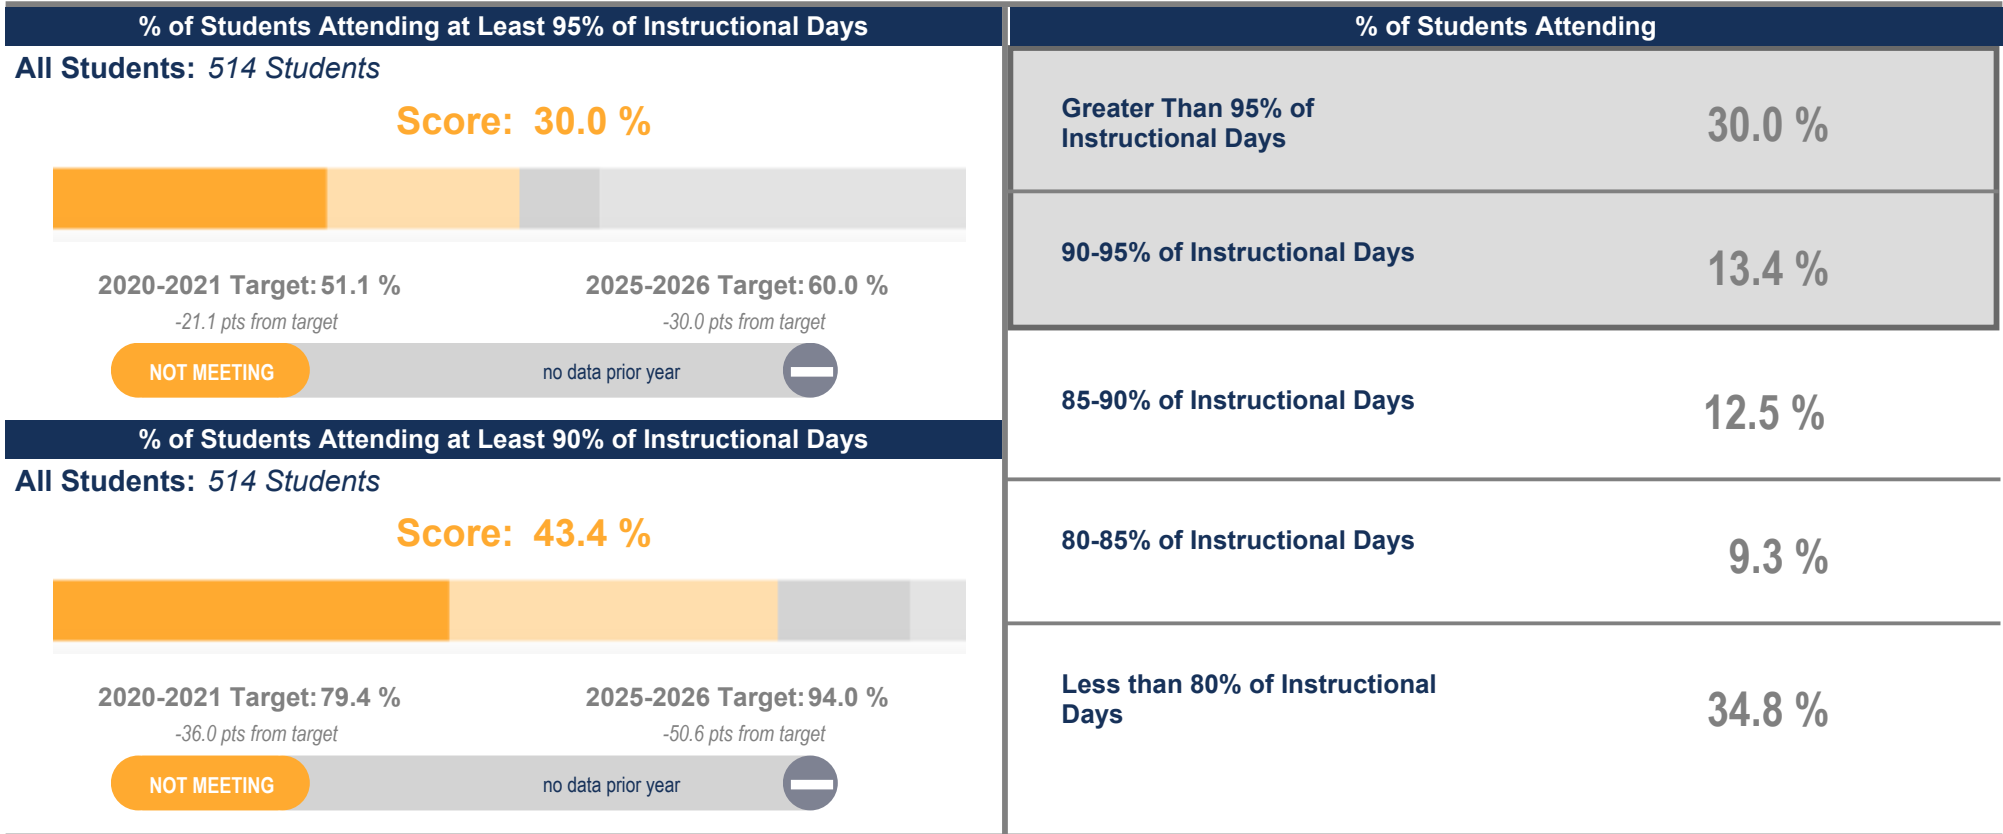 % of Students Attending at Least 95% of Instructional Days
All Students: 514 Students
Score: 30.0 %
2020-2021 Target: 51.1 %
-21.1 pts from target
2025-2026 Target: 60.0 %
-30.0 pts from target
NOT MEETING
no data prior year
% of Students Attending at Least 90% of Instructional Days
All Students: 514 Students
Score: 43.4 %
2020-2021 Target: 79.4 %
-36.0 pts from target
2025-2026 Target: 94.0 %
-50.6 pts from target
NOT MEETING
no data prior year
% of Students Attending
Greater Than 95% of
Instructional Days
30.0 %
90-95% of Instructional Days
13.4 %
85-90% of Instructional Days
12.5 %
80-85% of Instructional Days
9.3 %
Less than 80% of Instructional
Days
34.8 %